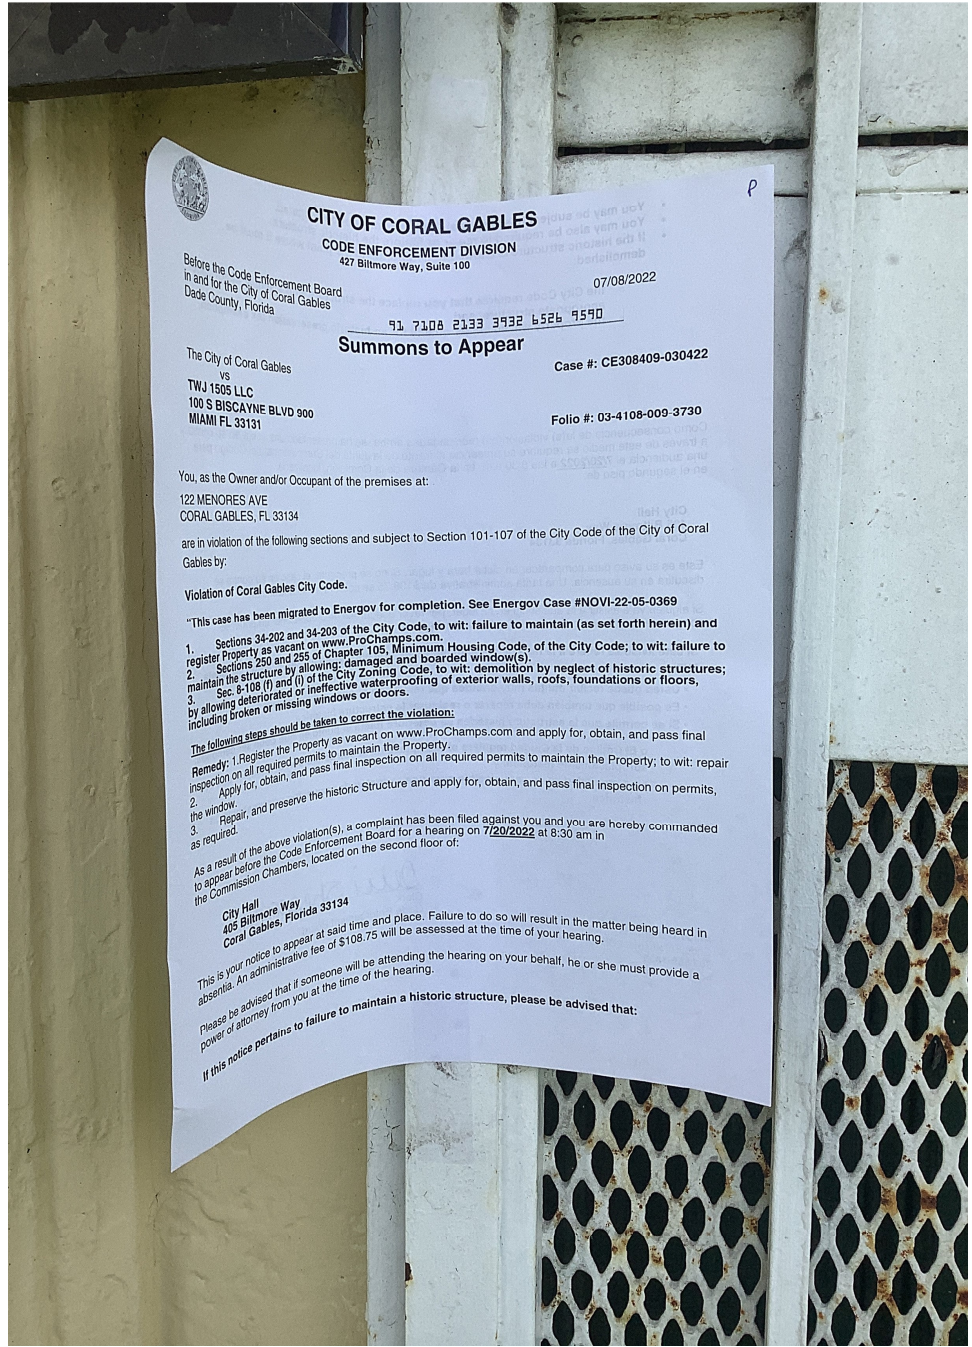 P
CITY OF CORAL GABLES
CODE ENFORCEMENT DIVISION
427 Biltmore Way, Suite 100
Before the Code Enforcement Board
in and for the City of Coral Gables
Dade County, Florida
07/08/2022
91 7108 2133 3932 6526 9590
Summons to Appear
The City of Coral Gables
vs
TWJ 1505 LLC
100 S BISCAYNE BLVD 900
MIAMI FL 33131
Case #: CE308409-030422
Folio #: 03-4108-009-3730
You, as the Owner and/or Occupant of the premises at:
122 MENORES AVE
CORAL GABLES, FL 33134
are in violation of the following sections and subject to Section 101-107 of the City Code of the City of Coral
Gables by:
Violation of Coral Gables City Code.
"This case has been migrated to Energov for completion. See Energov Case #NOVI-22-05-0369
1. Sections 34-202 and 34-203 of the City Code, to wit: failure to maintain (as set forth herein) and
register Property as vacant on www.ProChamps.com.
2. Sections 250 and 255 of Chapter 105, Minimum Housing Code, of the City Code; to wit: failure to
maintain the structure by allowing: damaged and boarded window(s).
3. Sec. 8-108 (f) and (i) of the City Zoning Code, to wit: demolition by neglect of historic structures;
by allowing deteriorated or ineffective waterproofing of exterior walls, roofs, foundations or floors,
including broken or missing windows or doors.
The following steps should be taken to correct the violation:
Remedy: 1.Register the Property as vacant on www.ProChamps.com and apply for, obtain, and pass final
inspection on all required permits to maintain the Property.
2. Apply for, obtain, and pass final inspection on all required permits to maintain the Property; to wit: repair
the window.
3. Repair, and preserve the historic Structure and apply for, obtain, and pass final inspection on permits,
as required.
As a result of the above violation(s), a complaint has been filed against you and you are hereby commanded
to appear before the Code Enforcement Board for a hearing on 7/20/2022 at 8:30 am in
the Commission Chambers, located on the second floor of:
City Hall
405 Biltmore Way
Coral Gables, Florida 33134
This is your notice to appear at said time and place. Failure to do so will result in the matter being heard in
absentia. An administrative fee of $108.75 will be assessed at the time of your hearing.
Please be advised that if someone will be attending the hearing on your behalf, he or she must provide a
power of attorney from you at the time of the hearing.
If this notice pertains to failure to maintain a historic structure, please be advised that: